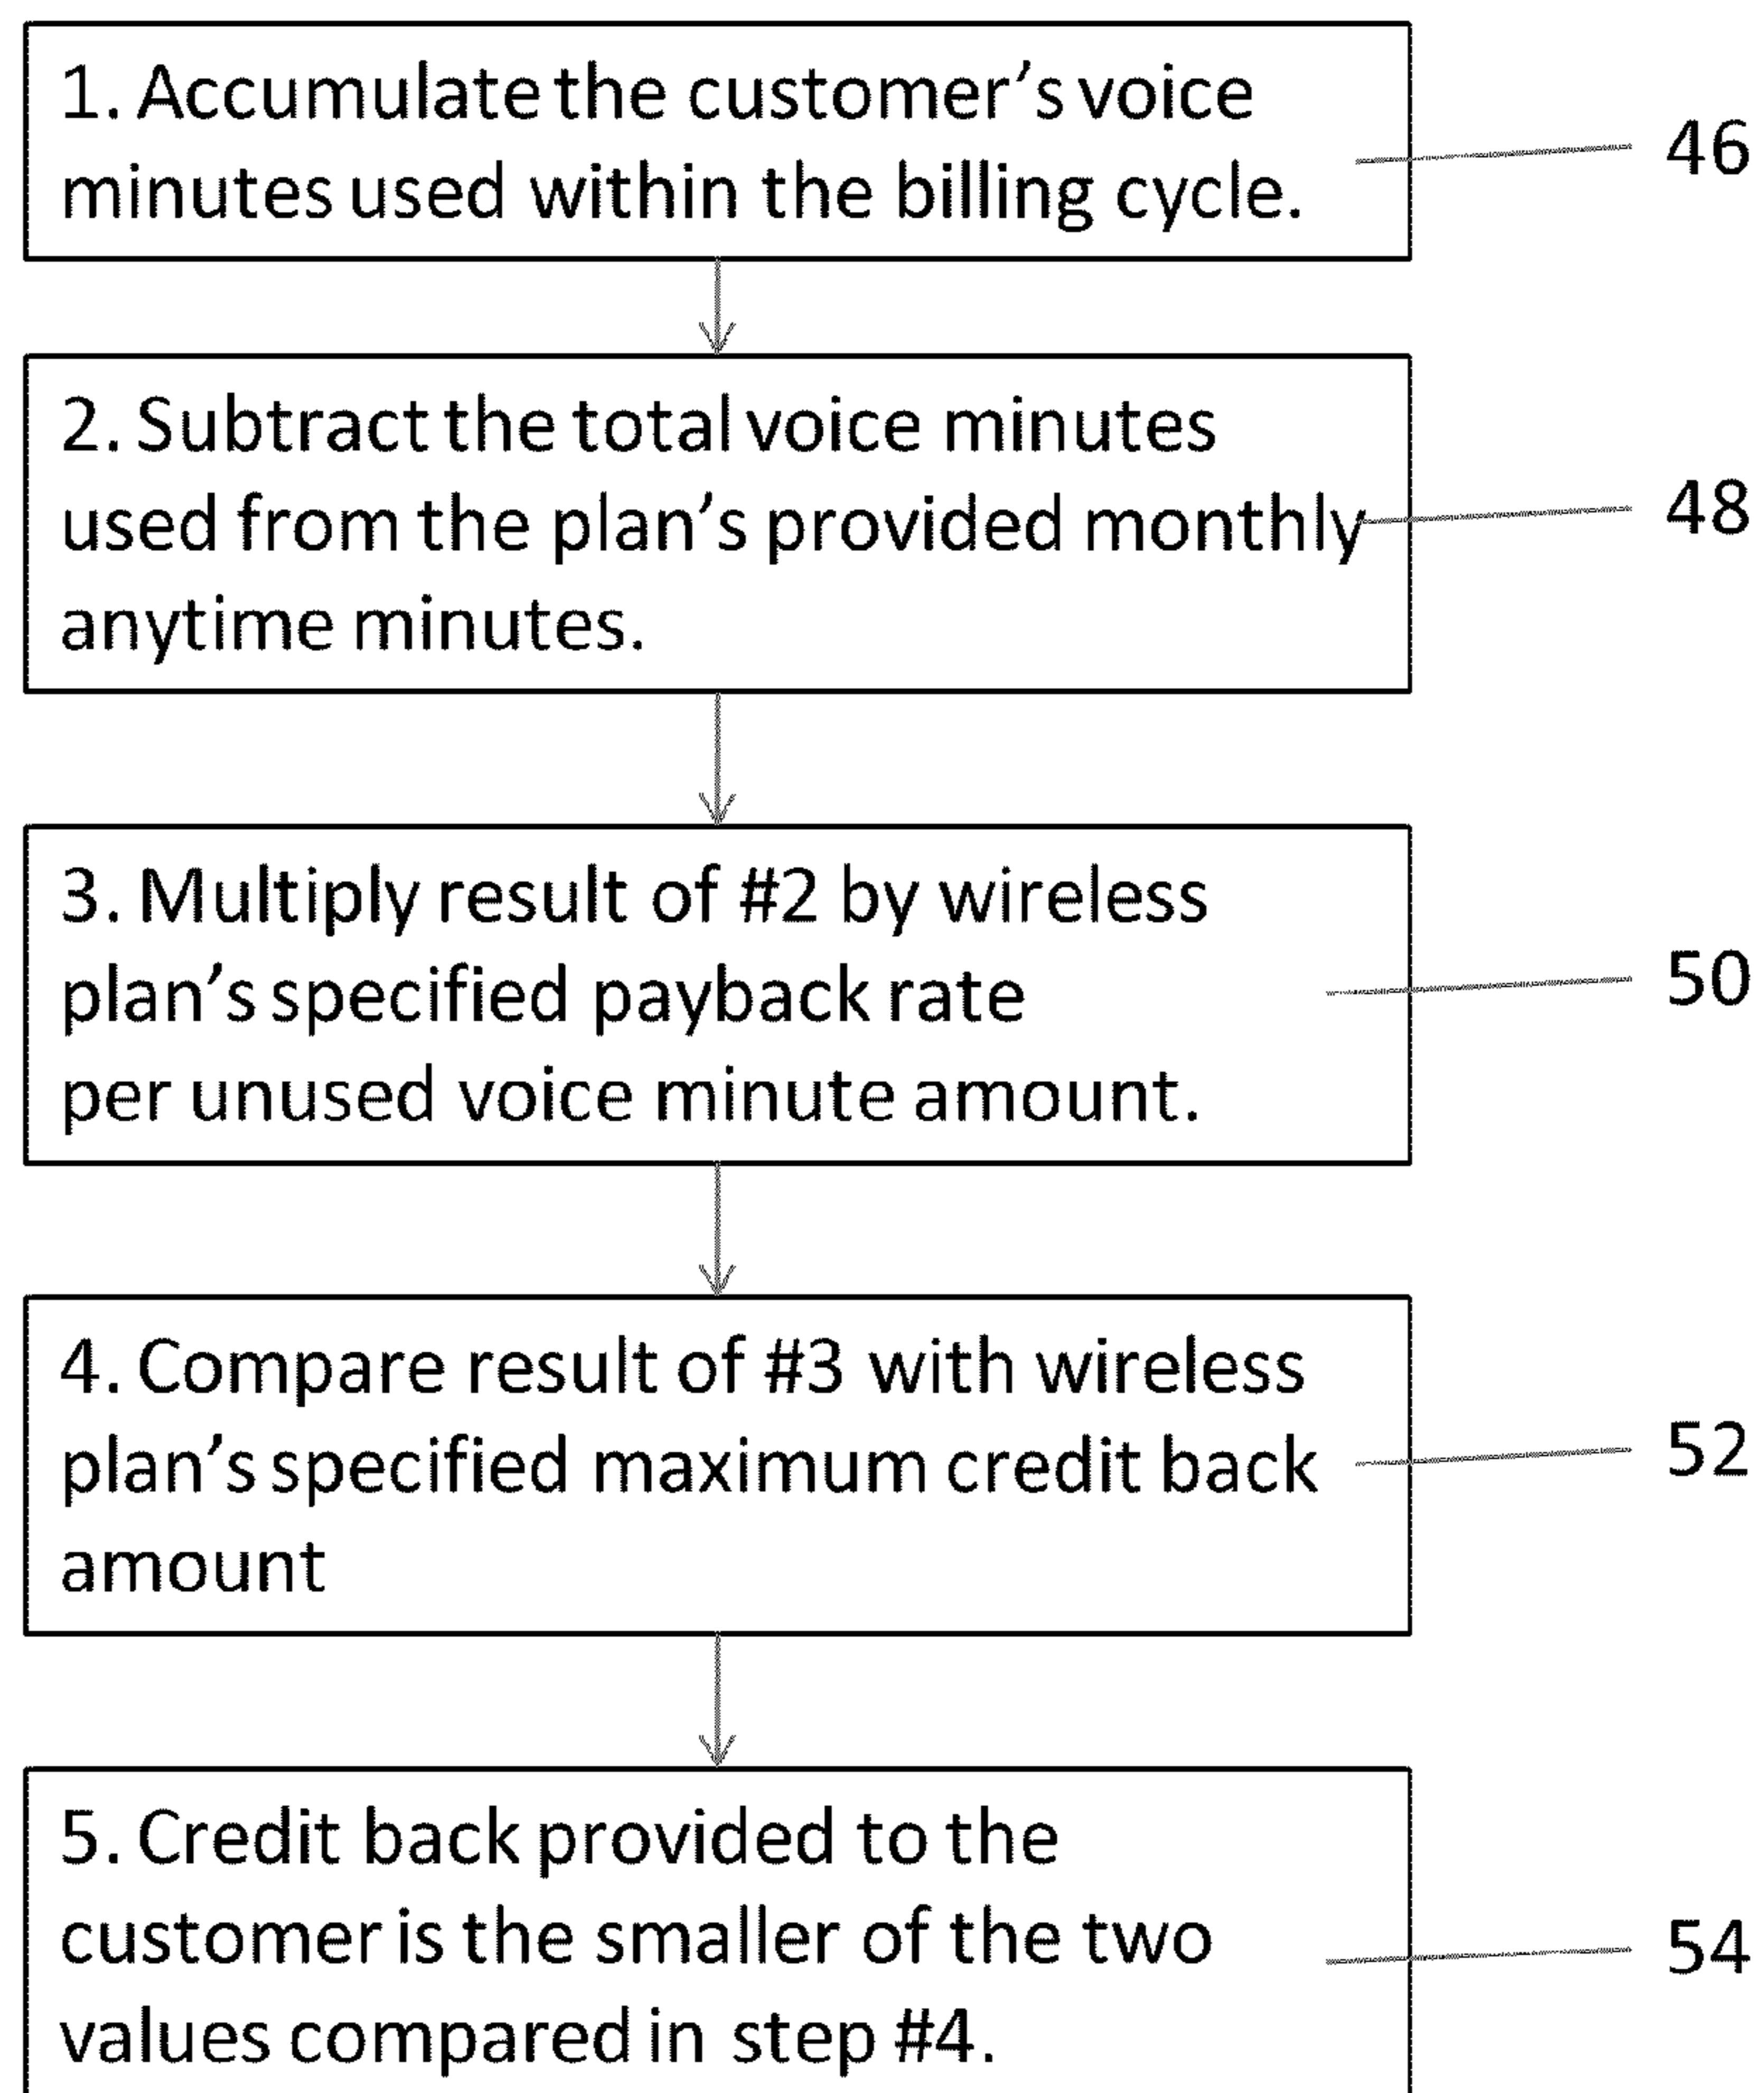 1. Accumulate the customer’s voice
minutes used within the billing cycle.
46
2. Subtract the total voice minutes
used from the plan’s provided monthly
anytime minutes.
48
3. Multiply result of #2 by wireless
plan’s specified payback rate
per unused voice minute amount.
50
4. Compare result of #3 with wireless
plan’s specified maximum credit back
amount
52
5. Credit back provided to the
customer is the smaller of the two
values compared in step #4.
54